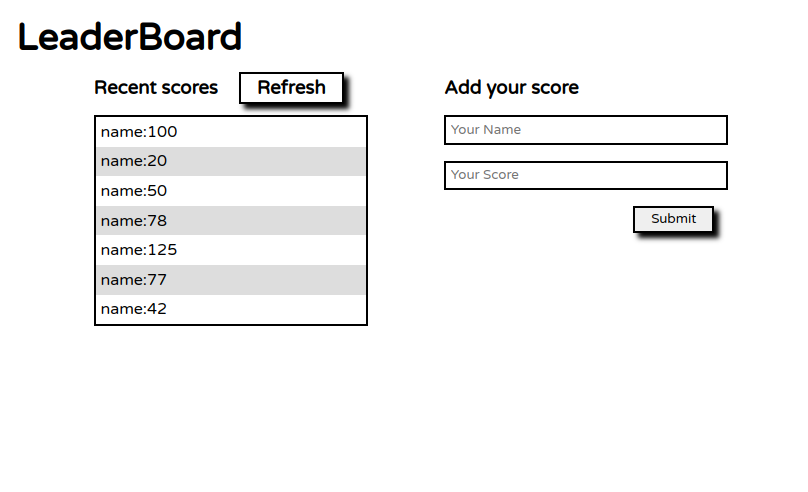 LeaderBoard
Recent scores
Refresh
name:100
name:20
name:50
name:78
name:125
name:77
name:42
Add your score
Your Name
Your Score
Submit